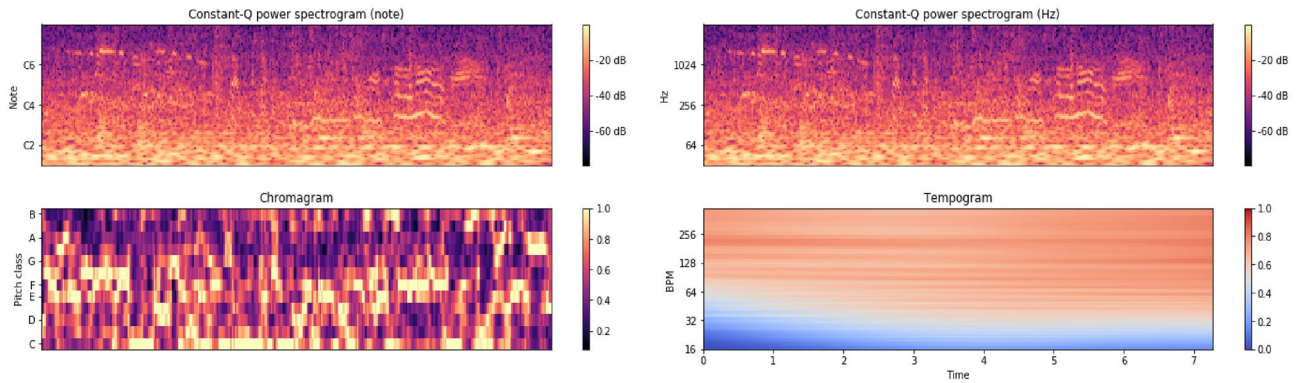 Constant-Q power spectrogram (note)
Note
C6
C4
C2
-20 dB
-40 dB
-60 dB
Constant-Q power spectrogram (Hz)
Hz
1024
256
64
-20 dB
-40 dB
-60 dB
Chromagram
Pitch class
B
A
G
F
E
D
C
1.0
0.8
0.6
0.4
0.2
Tempogram
BPM
256
128
64
32
16
0
1
2
3
4
5
6
7
Time
1.0
0.8
0.6
0.4
0.2
0.0